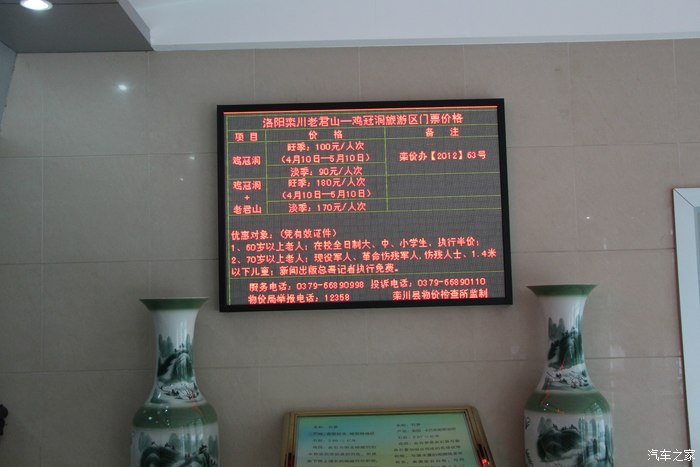 洛阳栾川老君山—鸡冠洞旅游区门票价格
项目 价格 备注
鸡冠洞 旺季：100元/人次
(4月10日—5月10日) 栾价办【2012】63号
淡季：90元/人次
鸡冠洞 旺季：180元/人次
+ (4月10日—5月10日)
老君山 淡季：170元/人次
优惠对象：(凭有效证件)
1、60岁以上老人；在校全日制大、中、小学生，执行半价；
2、70岁以上老人；现役军人、革命伤残军人,伤残人士、1.4米
以下儿童；新闻出版总署记者执行免费。
服务电话：0379-66890998 投诉电话：0379-66890110
物价局举报电话：12358 栾川县物价检查所监制
汽车之家